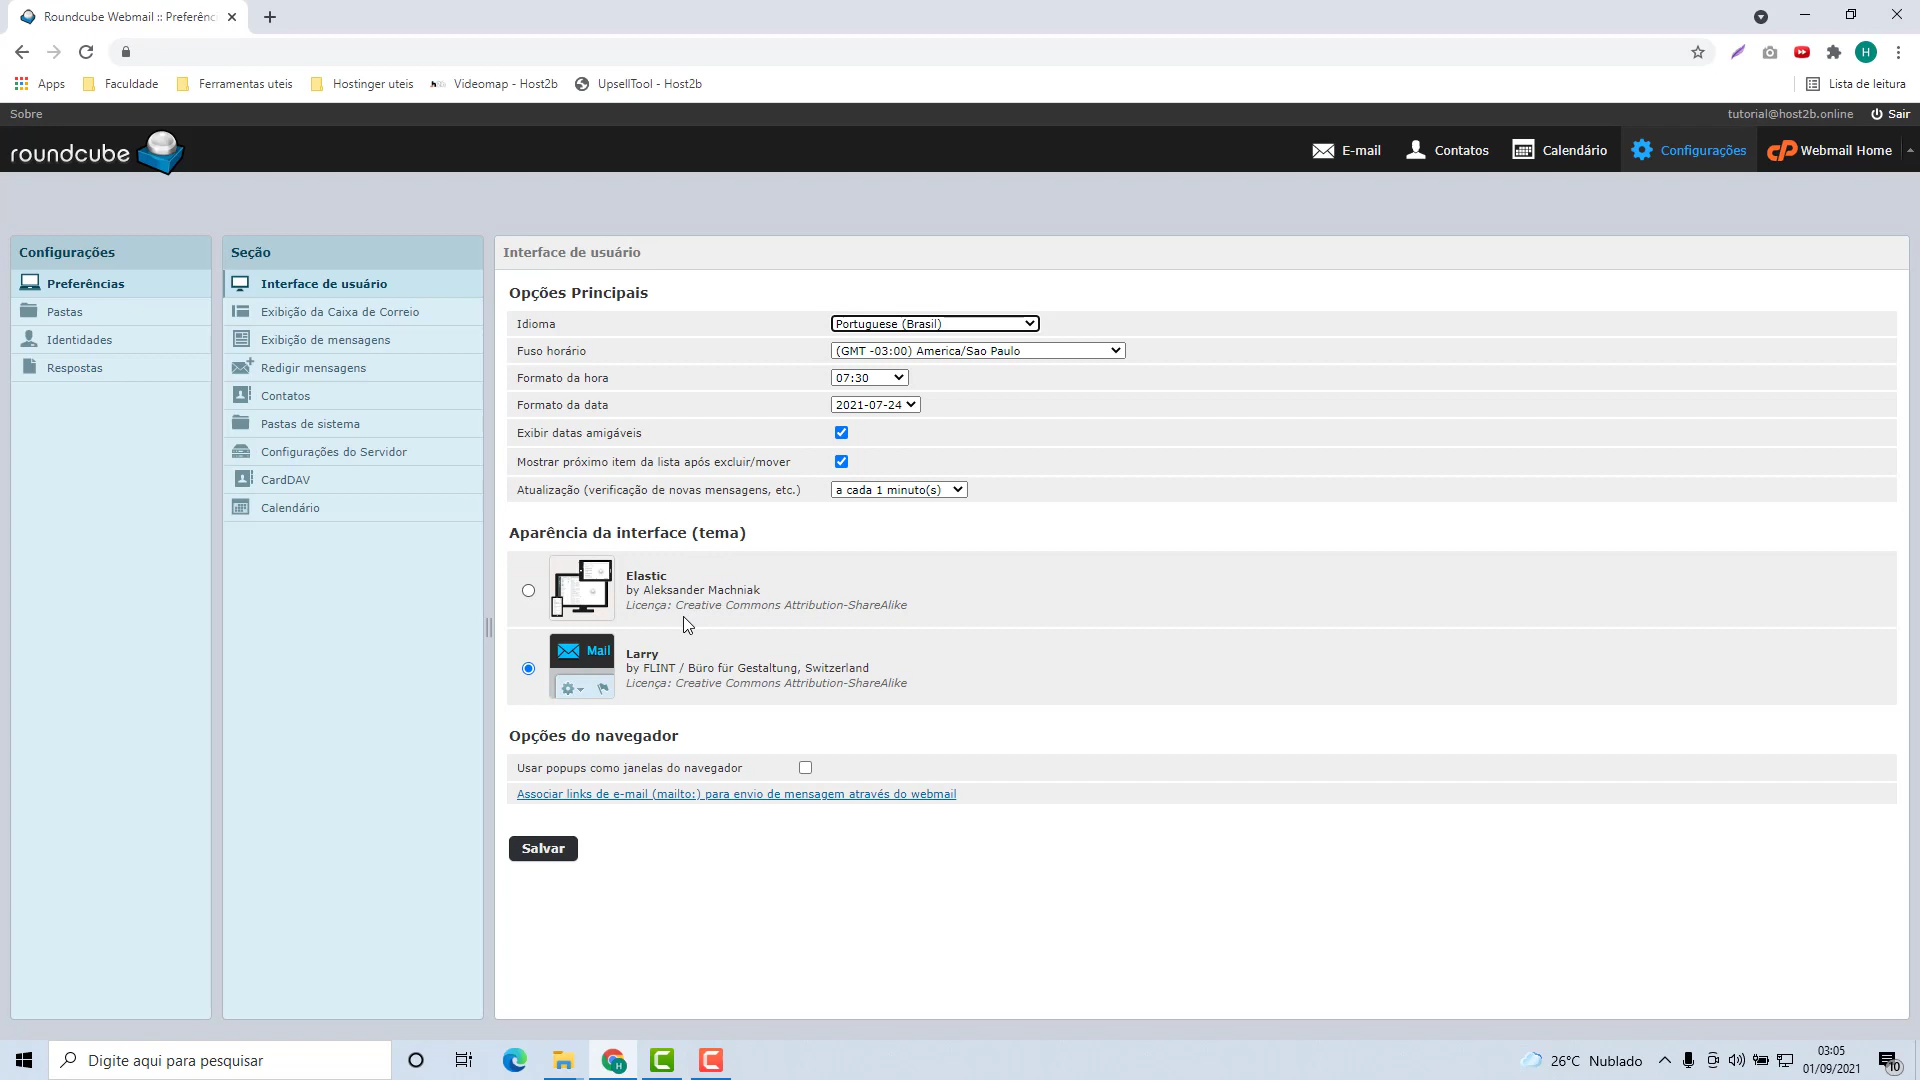 Roundcube Webmail :: Preferênc
Apps
Faculdade
Ferramentas uteis
Hostinger uteis
Videomap - Host2b
UpsellTool - Host2b
Lista de leitura
H
Sobre
tutorial@host2b.online
Sair
roundcube
E-mail
Contatos
Calendário
Configurações
cP Webmail Home
Configurações
Preferências
Pastas
Identidades
Respostas
Seção
Interface de usuário
Exibição da Caixa de Correio
Exibição de mensagens
Redigir mensagens
Contatos
Pastas de sistema
Configurações do Servidor
CardDAV
Calendário
Interface de usuário
Opções Principais
Idioma Portuguese (Brasil)
Fuso horário (GMT -03:00) America/Sao Paulo
Formato da hora 07:30
Formato da data 2021-07-24
Exibir datas amigáveis
Mostrar próximo item da lista após excluir/mover
Atualização (verificação de novas mensagens, etc.) a cada 1 minuto(s)
Aparência da interface (tema)
Elastic
by Aleksander Machniak
Licença: Creative Commons Attribution-ShareAlike
Mail
Larry
by FLINT / Büro für Gestaltung, Switzerland
Licença: Creative Commons Attribution-ShareAlike
Opções do navegador
Usar popups como janelas do navegador
Associar links de e-mail (mailto:) para envio de mensagem através do webmail
Salvar
Digite aqui para pesquisar
26°C Nublado
03:05
01/09/2021
10